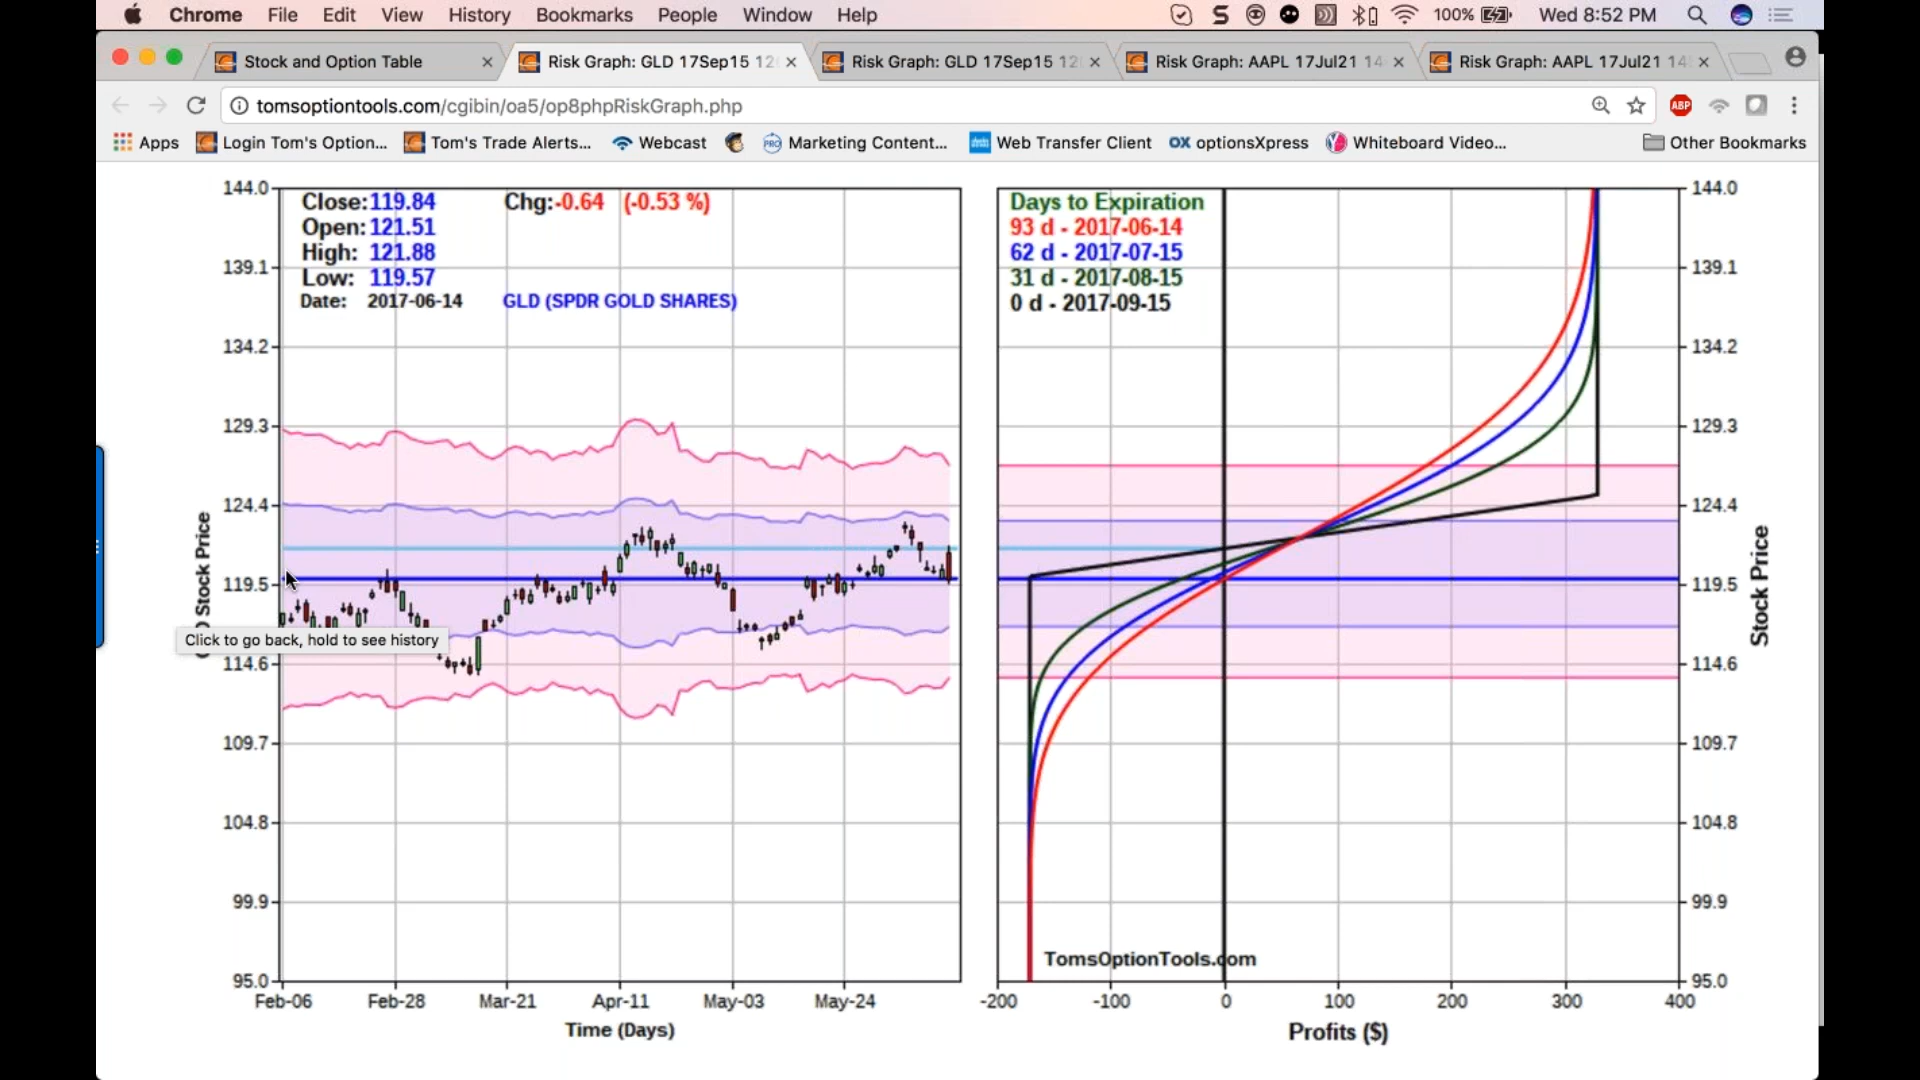 Chrome File Edit View History Bookmarks People Window Help 100% Wed 8:52 PM
Stock and Option Table Risk Graph: GLD 17Sep15 12 Risk Graph: GLD 17Sep15 12 Risk Graph: AAPL 17Jul21 14 Risk Graph: AAPL 17Jul21 14
tomsoptiontools.com/cgibin/oa5/op8phpRiskGraph.php ABP
Apps Login Tom's Option... Tom's Trade Alerts... Webcast PRO Marketing Content... Web Transfer Client OX optionsXpress Whiteboard Video... Other Bookmarks
Close: 119.84 Chg:-0.64 (-0.53 %)
Open: 121.51
High: 121.88
Low: 119.57
Date: 2017-06-14 GLD (SPDR GOLD SHARES)
144.0
139.1
134.2
129.3
124.4
119.5
114.6
109.7
104.8
99.9
95.0
Stock Price
Click to go back, hold to see history
Feb-06 Feb-28 Mar-21 Apr-11 May-03 May-24
Time (Days)
Days to Expiration
93 d - 2017-06-14
62 d - 2017-07-15
31 d - 2017-08-15
0 d - 2017-09-15
TomsOptionTools.com
144.0
139.1
134.2
129.3
124.4
119.5
114.6
109.7
104.8
99.9
95.0
Stock Price
-200 -100 0 100 200 300 400
Profits ($)